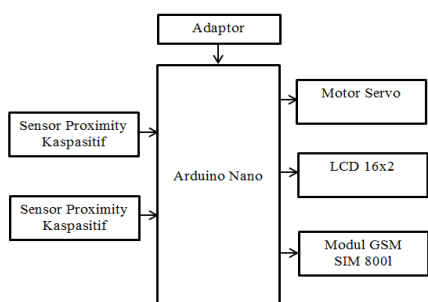 Adaptor
Motor Servo
Sensor Proximity
Kaspasitif
LCD 16x2
Arduino Nano
Sensor Proximity
Kaspasitif
Modul GSM
SIM 800l